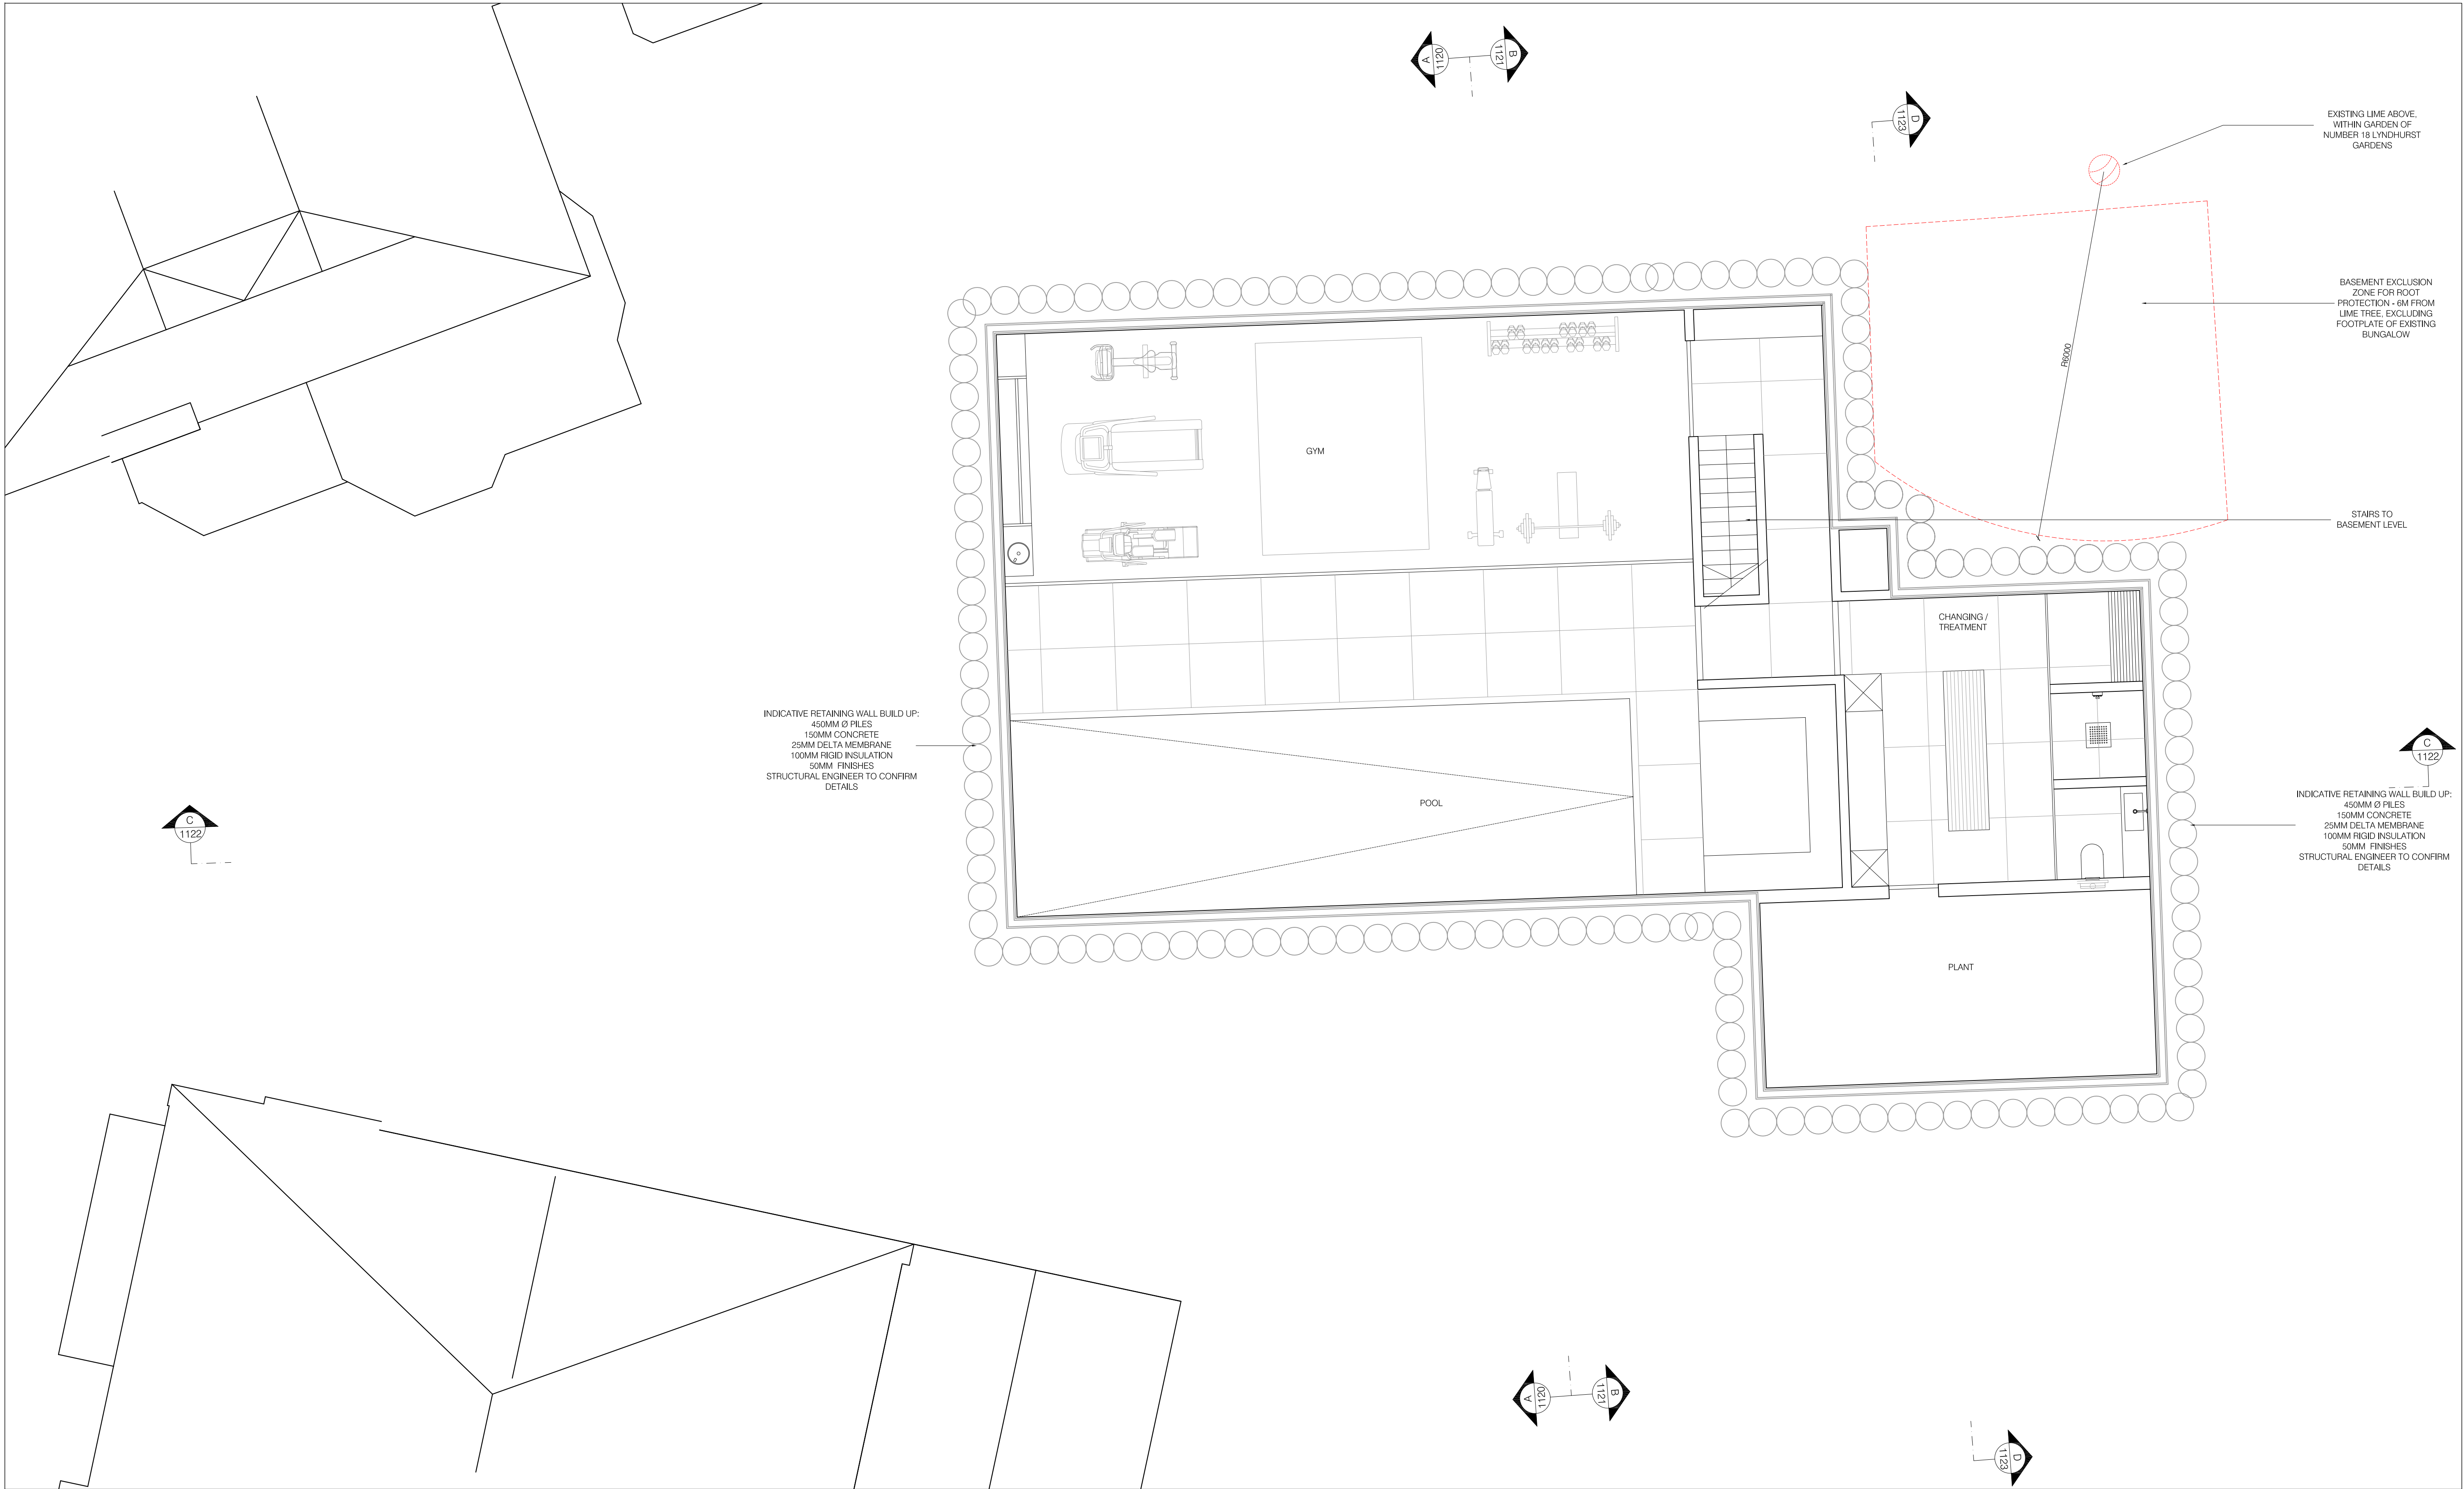 A
1120
B
1121
D
1123
EXISTING LIME ABOVE,
WITHIN GARDEN OF
NUMBER 18 LYNDHURST
GARDENS
BASEMENT EXCLUSION
ZONE FOR ROOT
PROTECTION - 6M FROM
LIME TREE, EXCLUDING
FOOTPLATE OF EXISTING
BUNGALOW
R6000
GYM
STAIRS TO
BASEMENT LEVEL
CHANGING /
TREATMENT
INDICATIVE RETAINING WALL BUILD UP:
450MM Ø PILES
150MM CONCRETE
25MM DELTA MEMBRANE
100MM RIGID INSULATION
50MM FINISHES
STRUCTURAL ENGINEER TO CONFIRM
DETAILS
C
1122
POOL
C
1122
INDICATIVE RETAINING WALL BUILD UP:
450MM Ø PILES
150MM CONCRETE
25MM DELTA MEMBRANE
100MM RIGID INSULATION
50MM FINISHES
STRUCTURAL ENGINEER TO CONFIRM
DETAILS
PLANT
A
1120
B
1121
D
1123